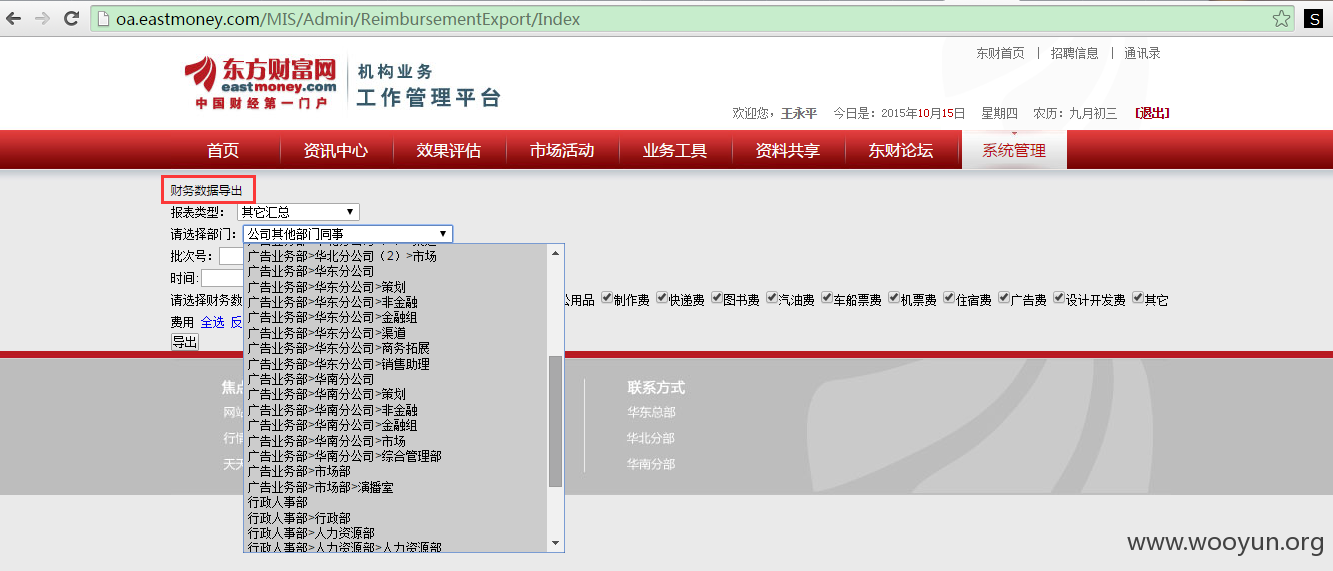 oa.eastmoney.com/MIS/Admin/ReimbursementExport/Index
S
东财首页 | 招聘信息 | 通讯录
东方财富网
eastmoney.com
中国财经第一门户
机构业务
工作管理平台
欢迎您，王永平 今日是：2015年10月15日 星期四 农历：九月初三 [退出]
首页 资讯中心 效果评估 市场活动 业务工具 资料共享 东财论坛 系统管理
财务数据导出
报表类型： 其它汇总
请选择部门： 公司其他部门同事
批次号：
广告业务部>华北分公司（2）>市场
广告业务部>华东分公司
时间:
广告业务部>华东分公司>策划
广告业务部>华东分公司>非金融
请选择财务数
公用品 制作费 快递费 图书费 汽油费 车船票费 机票费 住宿费 广告费 设计开发费 其它
广告业务部>华东分公司>金融组
费用 全选 反
广告业务部>华东分公司>渠道
导出
广告业务部>华东分公司>商务拓展
广告业务部>华东分公司>销售助理
广告业务部>华南分公司
广告业务部>华南分公司>策划
广告业务部>华南分公司>非金融
广告业务部>华南分公司>金融组
广告业务部>华南分公司>市场
广告业务部>华南分公司>综合管理部
广告业务部>市场部
广告业务部>市场部>演播室
行政人事部
行政人事部>行政部
行政人事部>人力资源部
行政人事部>人力资源部>人力资源部
焦点
网站
行情
天天
联系方式
华东总部
华北分部
华南分部
www.wooyun.org